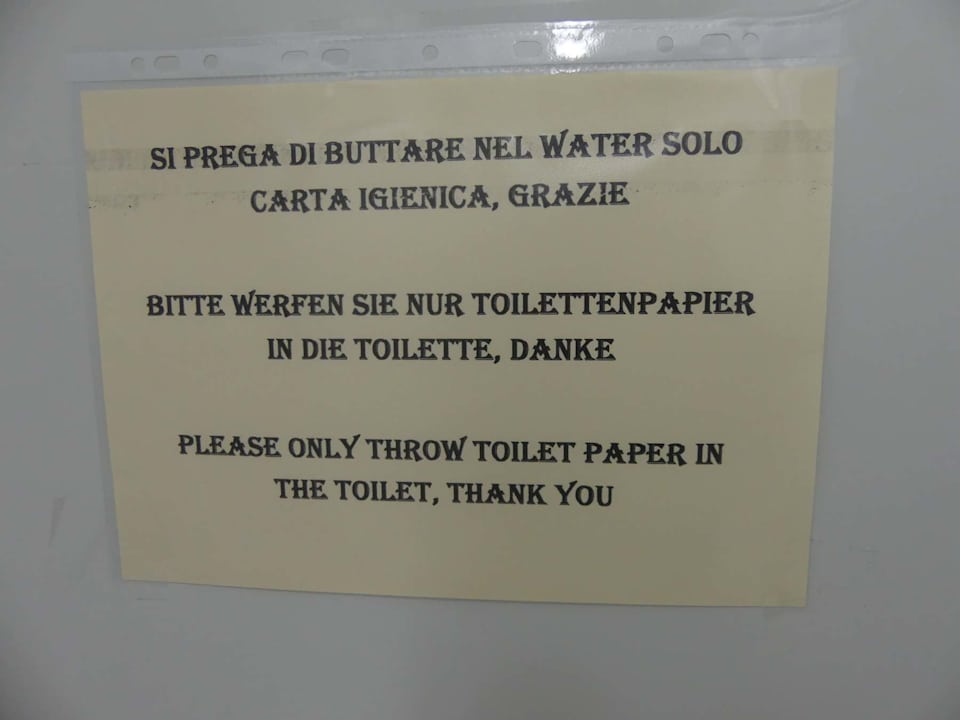 SI PREGA DI BUTTARE NEL WATER SOLO
CARTA IGIENICA, GRAZIE
BITTE WERFEN SIE NUR TOILETTENPAPIER
IN DIE TOILETTE, DANKE
PLEASE ONLY THROW TOILET PAPER IN
THE TOILET, THANK YOU